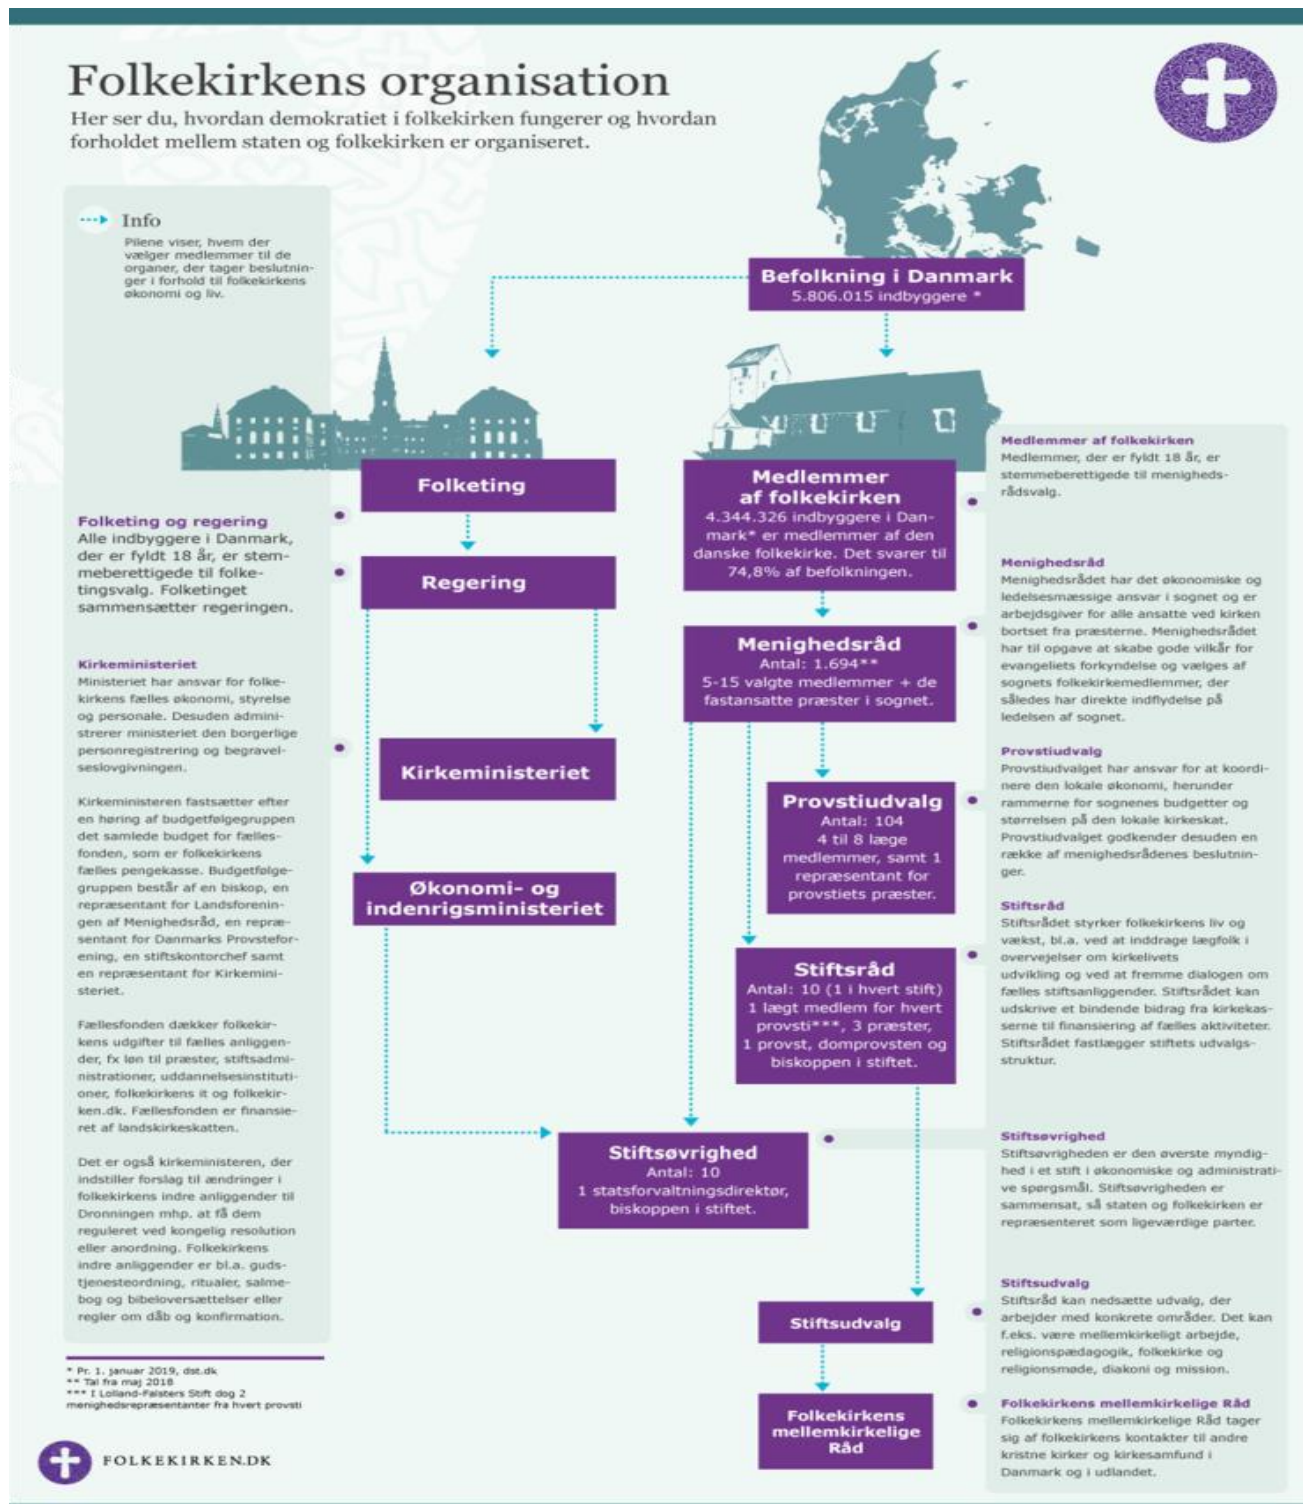 Folkekirkens organisation
Her ser du, hvordan demokratiet i folkekirken fungerer og hvordan
forholdet mellem staten og folkekirken er organiseret.
Info
Pilene viser, hvem der
vælger medlemmer til de
organer, der tager beslutnin-
ger i forhold til folkekirkens
økonomi og liv.
Befolkning i Danmark
5.806.015 indbyggere *
Folketing
Regering
Kirkeministeriet
Økonomi- og
indenrigsministeriet
Folketing og regering
Alle indbyggere i Danmark,
der er fyldt 18 år, er stem-
meberettigede til folke-
tingsvalg. Folketinget
sammensætter regeringen.
Kirkeministeriet
Ministeriet har ansvar for folke-
kirkens fælles økonomi, styrelse
og personale. Desuden admini-
strerer ministeriet den borgerlige
personregistrering og begravel-
seslovgivningen.
Kirkeministeren fastsætter efter
en høring af budgetfølgegruppen
det samlede budget for fælles-
fonden, som er folkekirkens
fælles pengekasse. Budgetfølge-
gruppen består af en biskop, en
repræsentant for Landsforenin-
gen af Menighedsråd, en repræ-
sentant for Danmarks Provstefor-
ening, en stiftskontorchef samt
en repræsentant for Kirkemini-
steriet.
Fællesfonden dækker folkekir-
kens udgifter til fælles anliggen-
der, fx løn til præster, stiftsadmi-
nistrationer, uddannelsesinstituti-
oner, folkekirkens it og folkekir-
ken.dk. Fællesfonden er finansie-
ret af landskirkeskatten.
Det er også kirkeministeren, der
indstiller forslag til ændringer i
folkekirkens indre anliggender til
Dronningen mhp. at få dem
reguleret ved kongelig resolution
eller anordning. Folkekirkens
indre anliggender er bl.a. guds-
tjenesteordning, ritualer, salme-
bog og bibeloversættelser eller
regler om dåb og konfirmation.
Medlemmer
af folkekirken
4.344.326 indbyggere i Dan-
mark* er medlemmer af den
danske folkekirke. Det svarer til
74,8% af befolkningen.
Menighedsråd
Antal: 1.694**
5-15 valgte medlemmer + de
fastansatte præster i sognet.
Provstiudvalg
Antal: 104
4 til 8 læge
medlemmer, samt 1
repræsentant for
provstiets præster.
Stiftsråd
Antal: 10 (1 i hvert stift)
1 lægt medlem for hvert
provsti***, 3 præster,
1 provst, domprovsten og
biskoppen i stiftet.
Stiftsøvrighed
Antal: 10
1 statsforvaltningsdirektør,
biskoppen i stiftet.
Stiftsudvalg
Folkekirkens
mellemkirkelige
Råd
Medlemmer af folkekirken
Medlemmer, der er fyldt 18 år, er
stemmeberettigede til menigheds-
rådsvalg.
Menighedsråd
Menighedsrådet har det økonomiske og
ledelsesmæssige ansvar i sognet og er
arbejdsgiver for alle ansatte ved kirken
bortset fra præsterne. Menighedsrådet
har til opgave at skabe gode vilkår for
evangeliets forkyndelse og vælges af
sognets folkekirkemedlemmer, der
således har direkte indflydelse på
ledelsen af sognet.
Provstiudvalg
Provstiudvalget har ansvar for at koordi-
nere den lokale økonomi, herunder
rammerne for sognenes budgetter og
størrelsen på den lokale kirkeskat.
Provstiudvalget godkender desuden en
række af menighedsrådenes beslutnin-
ger.
Stiftsråd
Stiftsrådet styrker folkekirkens liv og
vækst, bl.a. ved at inddrage lægfolk i
overvejelser om kirkelivets
udvikling og ved at fremme dialogen om
fælles stiftsanliggender. Stiftsrådet kan
udskrive et bindende bidrag fra kirkekas-
serne til finansiering af fælles aktiviteter.
Stiftsrådet fastlægger stiftets udvalgs-
struktur.
Stiftsøvrighed
Stiftsøvrigheden er den øverste myndig-
hed i et stift i økonomiske og administrati-
ve spørgsmål. Stiftsøvrigheden er
sammensat, så staten og folkekirken er
repræsenteret som ligeværdige parter.
Stiftsudvalg
Stiftsråd kan nedsætte udvalg, der
arbejder med konkrete områder. Det kan
f.eks. være mellemkirkeligt arbejde,
religionspædagogik, folkekirke og
religionsmøde, diakoni og mission.
Folkekirkens mellemkirkelige Råd
Folkekirkens mellemkirkelige Råd tager
sig af folkekirkens kontakter til andre
kristne kirker og kirkesamfund i
Danmark og i udlandet.
* Pr. 1. januar 2019, dst.dk
** Tal fra maj 2018
*** I Lolland-Falsters Stift dog 2
menighedsrepræsentanter fra hvert provsti
FOLKEKIRKEN.DK